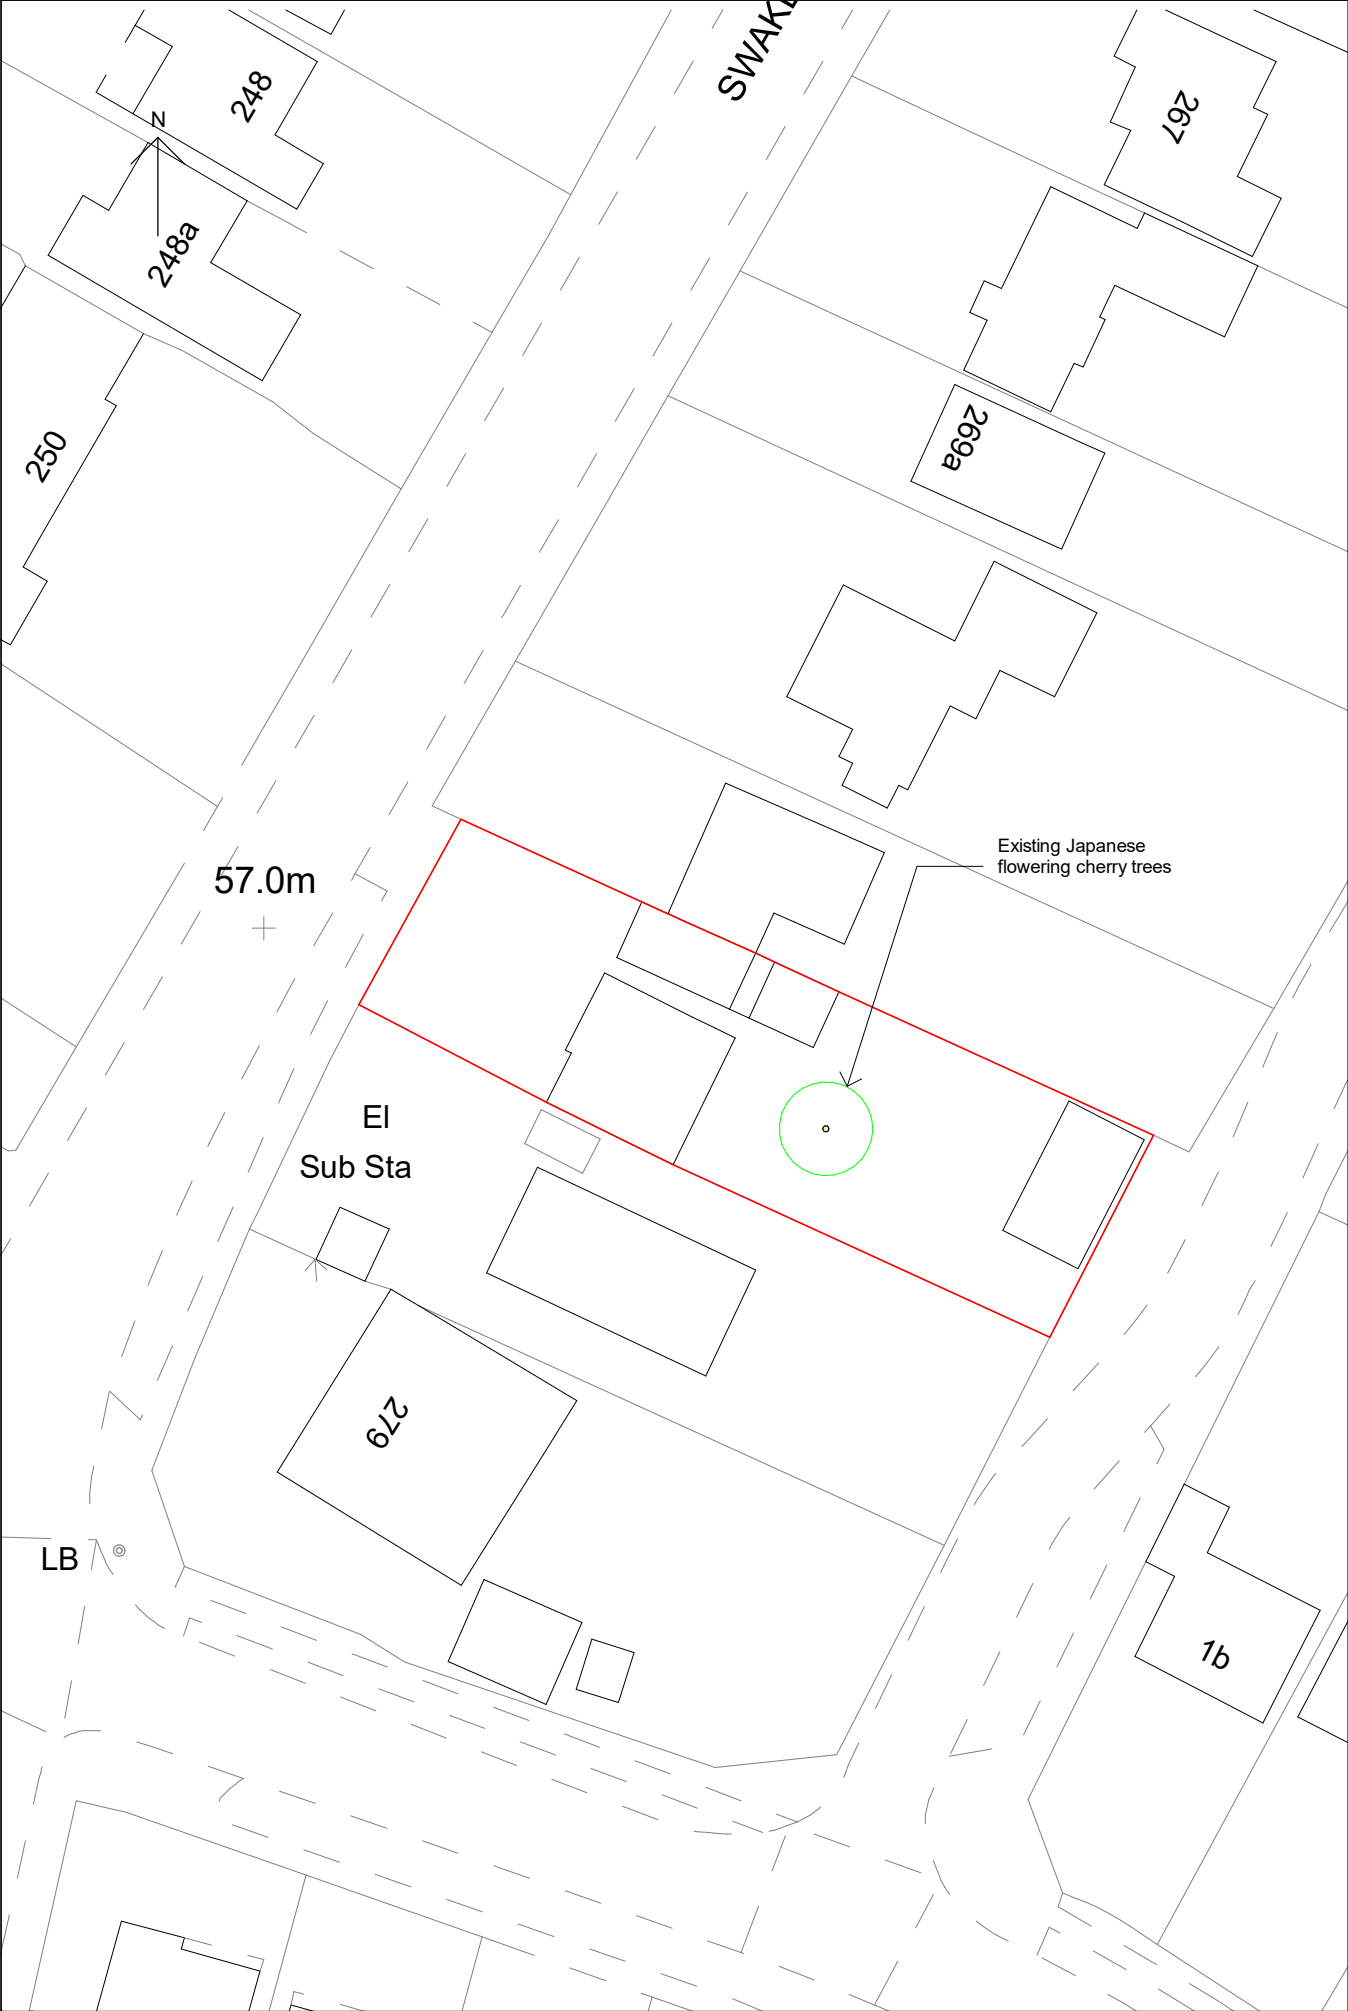 SWAKE
248
267
N
248a
269a
250
Existing Japanese
flowering cherry trees
57.0m
El
Sub Sta
279
LB
1b